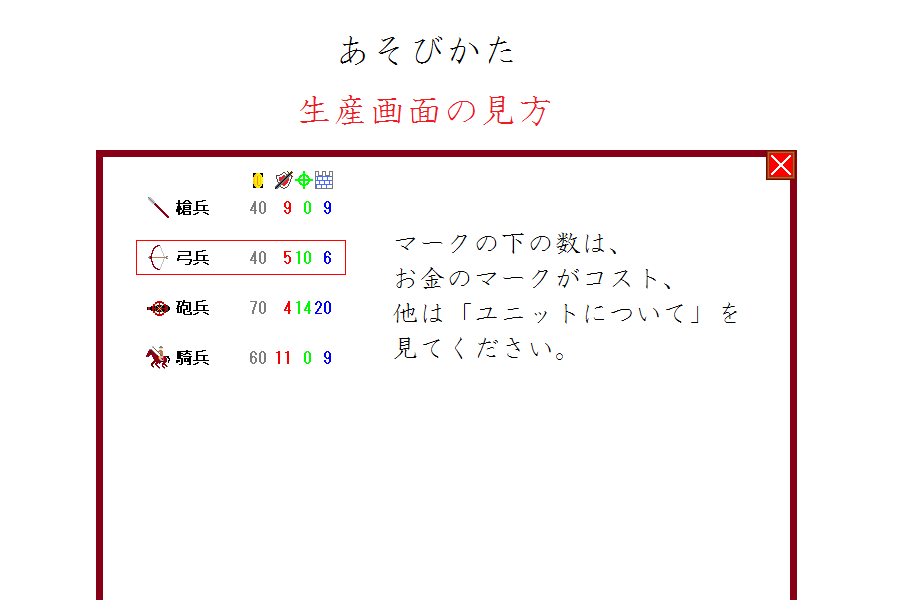 あそびかた
生産画面の見方
槍兵 40 9 0 9
弓兵 40 5 10 6
砲兵 70 4 14 20
騎兵 60 11 0 9
マークの下の数は、
お金のマークがコスト、
他は「ユニットについて」を
見てください。